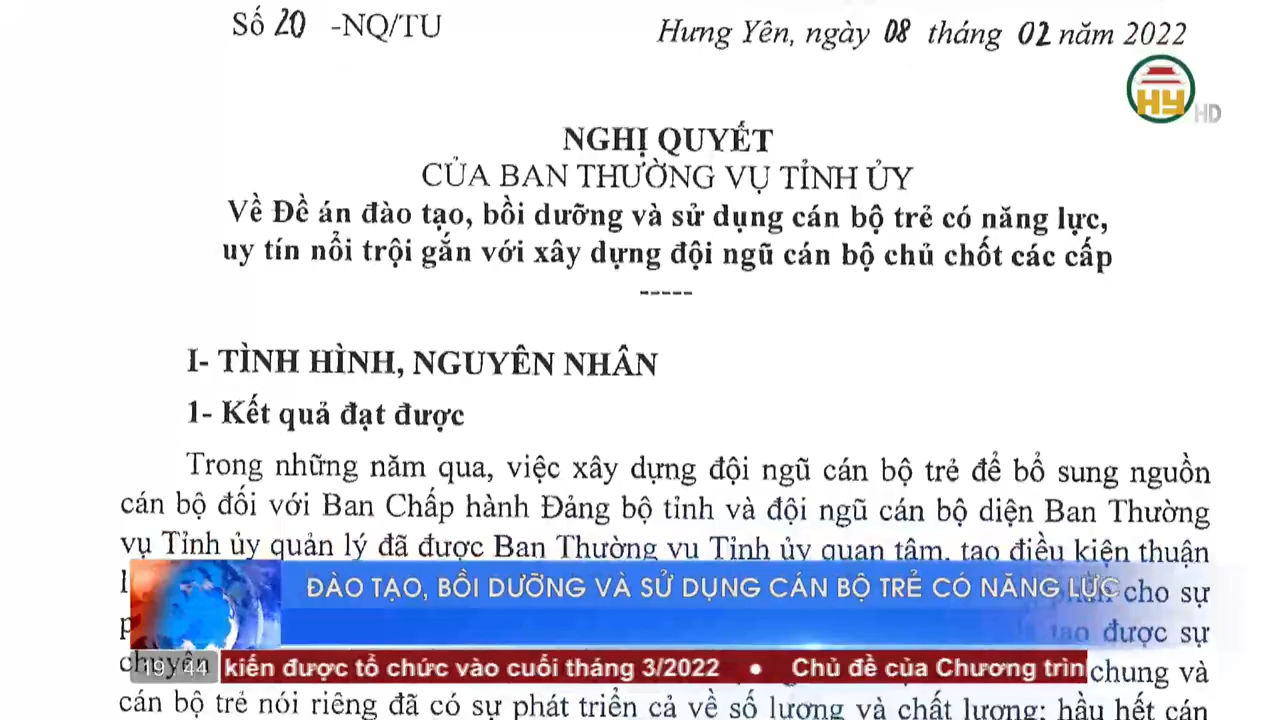 Số 20 -NQ/TU
Hưng Yên, ngày 08 tháng 02 năm 2022
HY HD
NGHỊ QUYẾT
CỦA BAN THƯỜNG VỤ TỈNH ỦY
Về Đề án đào tạo, bồi dưỡng và sử dụng cán bộ trẻ có năng lực,
uy tín nổi trội gắn với xây dựng đội ngũ cán bộ chủ chốt các cấp
-----
I- TÌNH HÌNH, NGUYÊN NHÂN
1- Kết quả đạt được
Trong những năm qua, việc xây dựng đội ngũ cán bộ trẻ để bổ sung nguồn
cán bộ đối với Ban Chấp hành Đảng bộ tỉnh và đội ngũ cán bộ diện Ban Thường
vụ Tỉnh ủy quản lý đã được Ban Thường vụ Tỉnh ủy quan tâm, tạo điều kiện thuận
cho sự
ĐÀO TẠO, BỒI DƯỠNG VÀ SỬ DỤNG CÁN BỘ TRẺ CÓ NĂNG LỰC
tạo được sự
chuyên
chung và
19:44 kiến được tổ chức vào cuối tháng 3/2022 • Chủ đề của Chương trìn
cán bộ trẻ nói riêng đã có sự phát triển cả về số lượng và chất lượng; hầu hết cán